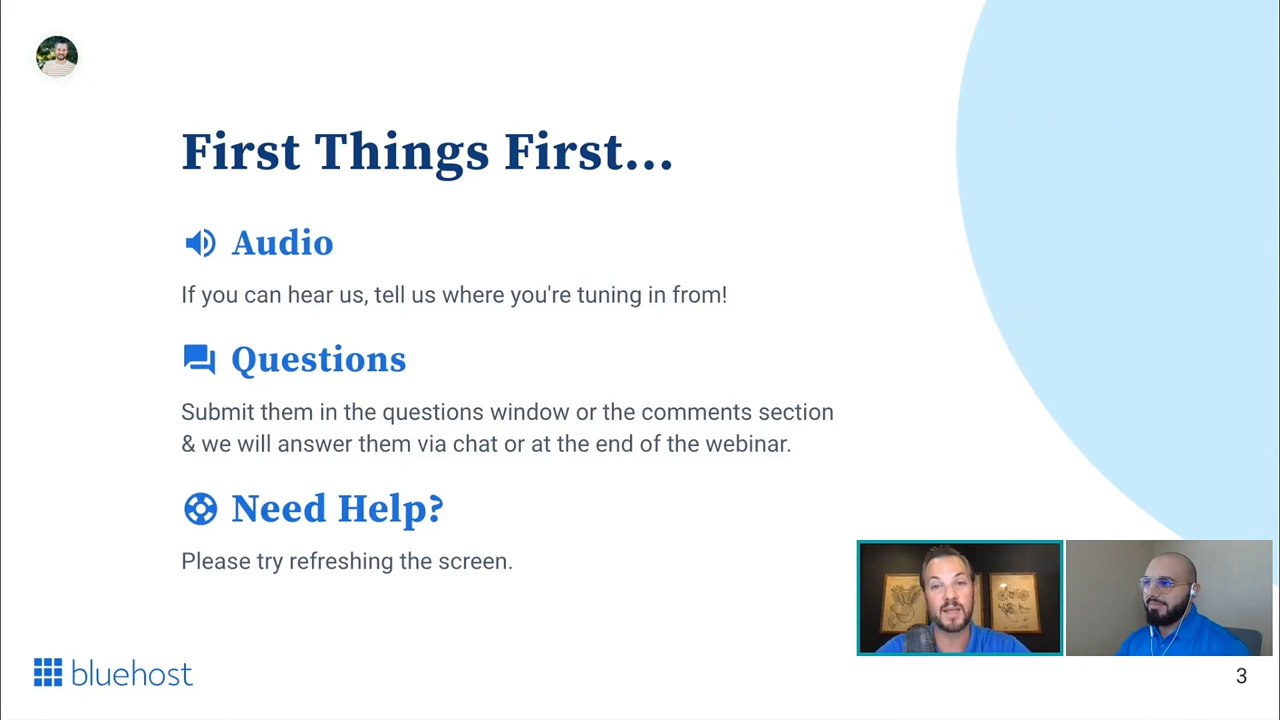 First Things First...
Audio
If you can hear us, tell us where you're tuning in from!
Questions
Submit them in the questions window or the comments section
& we will answer them via chat or at the end of the webinar.
Need Help?
Please try refreshing the screen.
bluehost
3